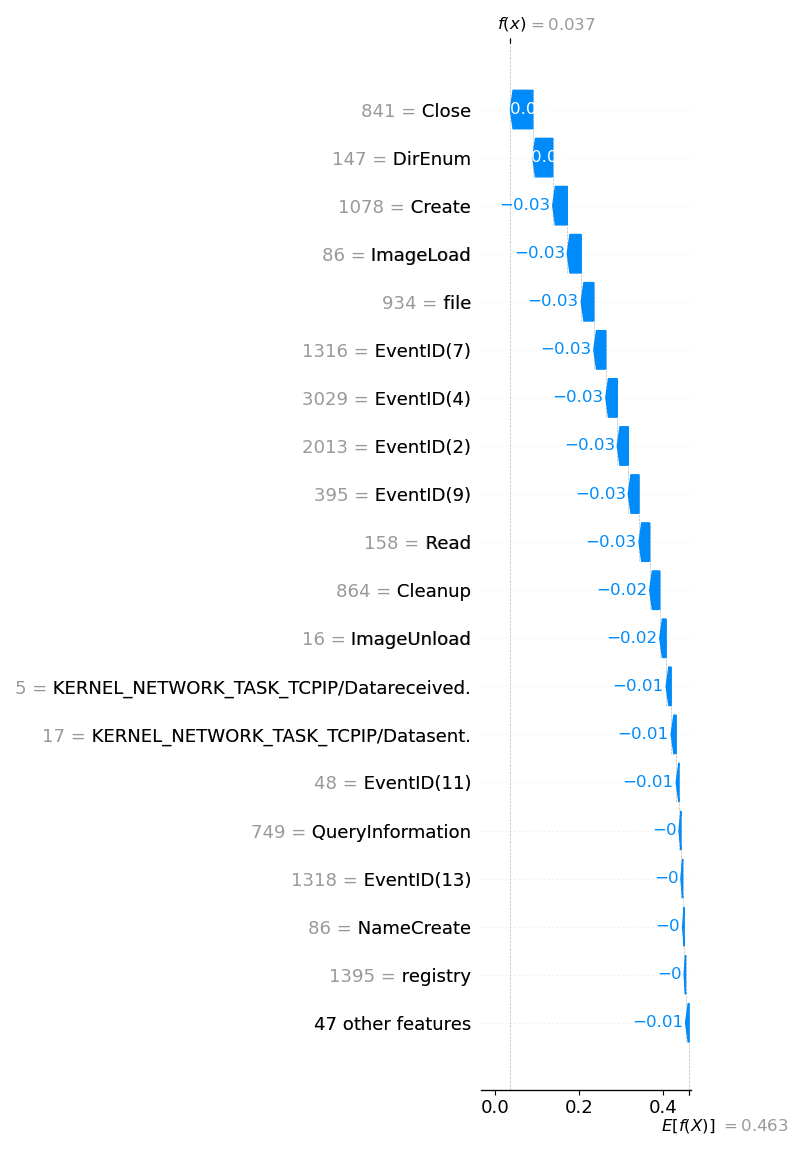 f(x) = 0.037
841 = Close
147 = DirEnum
1078 = Create −0.03
86 = ImageLoad −0.03
934 = file −0.03
1316 = EventID(7) −0.03
3029 = EventID(4) −0.03
2013 = EventID(2) −0.03
395 = EventID(9) −0.03
158 = Read −0.03
864 = Cleanup −0.02
16 = ImageUnload −0.02
5 = KERNEL_NETWORK_TASK_TCPIP/Datareceived. −0.01
17 = KERNEL_NETWORK_TASK_TCPIP/Datasent. −0.01
48 = EventID(11) −0.01
749 = QueryInformation −0
1318 = EventID(13) −0
86 = NameCreate −0
1395 = registry −0
47 other features −0.01
0.0 0.2 0.4
E[f(X)] = 0.463